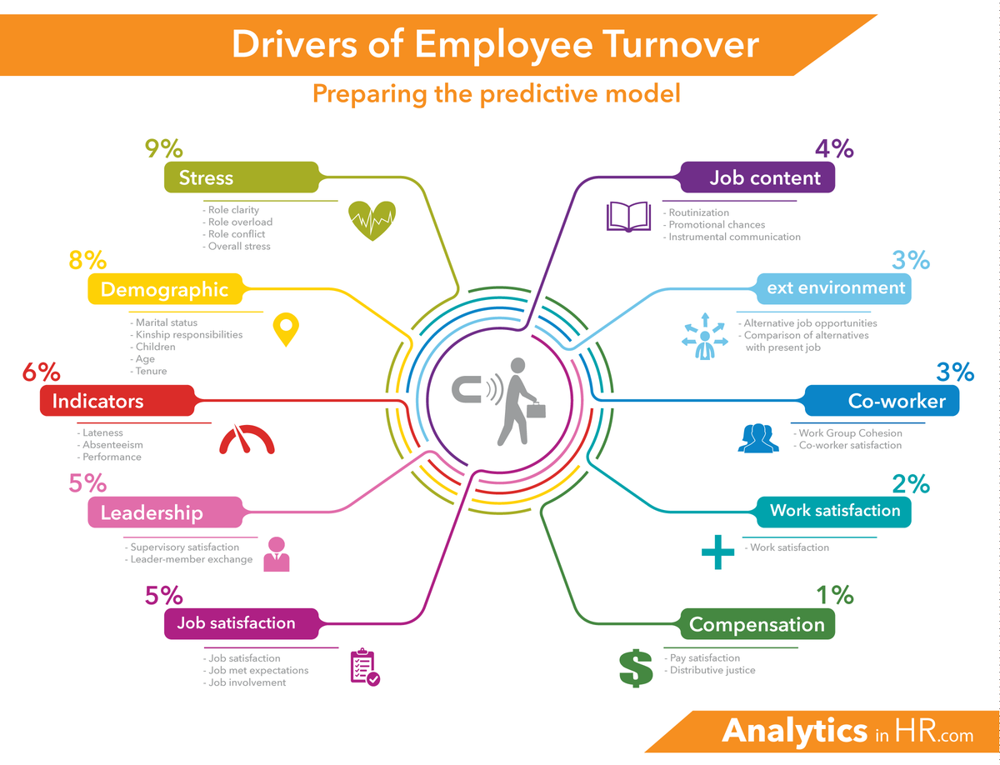 Drivers of Employee Turnover
Preparing the predictive model
9%
Stress
- Role clarity
- Role overload
- Role conflict
- Overall stress
8%
Demographic
- Marital status
- Kinship responsibilities
- Children
- Age
- Tenure
6%
Indicators
- Lateness
- Absenteeism
- Performance
5%
Leadership
- Supervisory satisfaction
- Leader-member exchange
5%
Job satisfaction
- Job satisfaction
- Job met expectations
- Job involvement
4%
Job content
- Routinization
- Promotional chances
- Instrumental communication
3%
ext environment
- Alternative job opportunities
- Comparison of alternatives
with present job
3%
Co-worker
- Work Group Cohesion
- Co-worker satisfaction
2%
Work satisfaction
- Work satisfaction
1%
Compensation
- Pay satisfaction
- Distributive justice
Analytics in HR.com